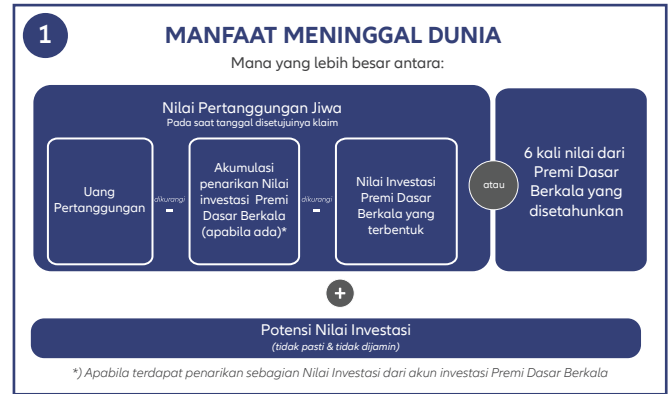 1
MANFAAT MENINGGAL DUNIA
Mana yang lebih besar antara:
Nilai Pertanggungan Jiwa
Pada saat tanggal disetujuinya klaim
Uang
Pertanggungan
dikurangi
-
Akumulasi
penarikan Nilai
investasi Premi
Dasar Berkala
(apabila ada)*
dikurangi
-
Nilai Investasi
Premi Dasar
Berkala yang
terbentuk
atau
6 kali nilai dari
Premi Dasar
Berkala yang
disetahunkan
+
Potensi Nilai Investasi
(tidak pasti & tidak dijamin)
*) Apabila terdapat penarikan sebagian Nilai Investasi dari akun investasi Premi Dasar Berkala